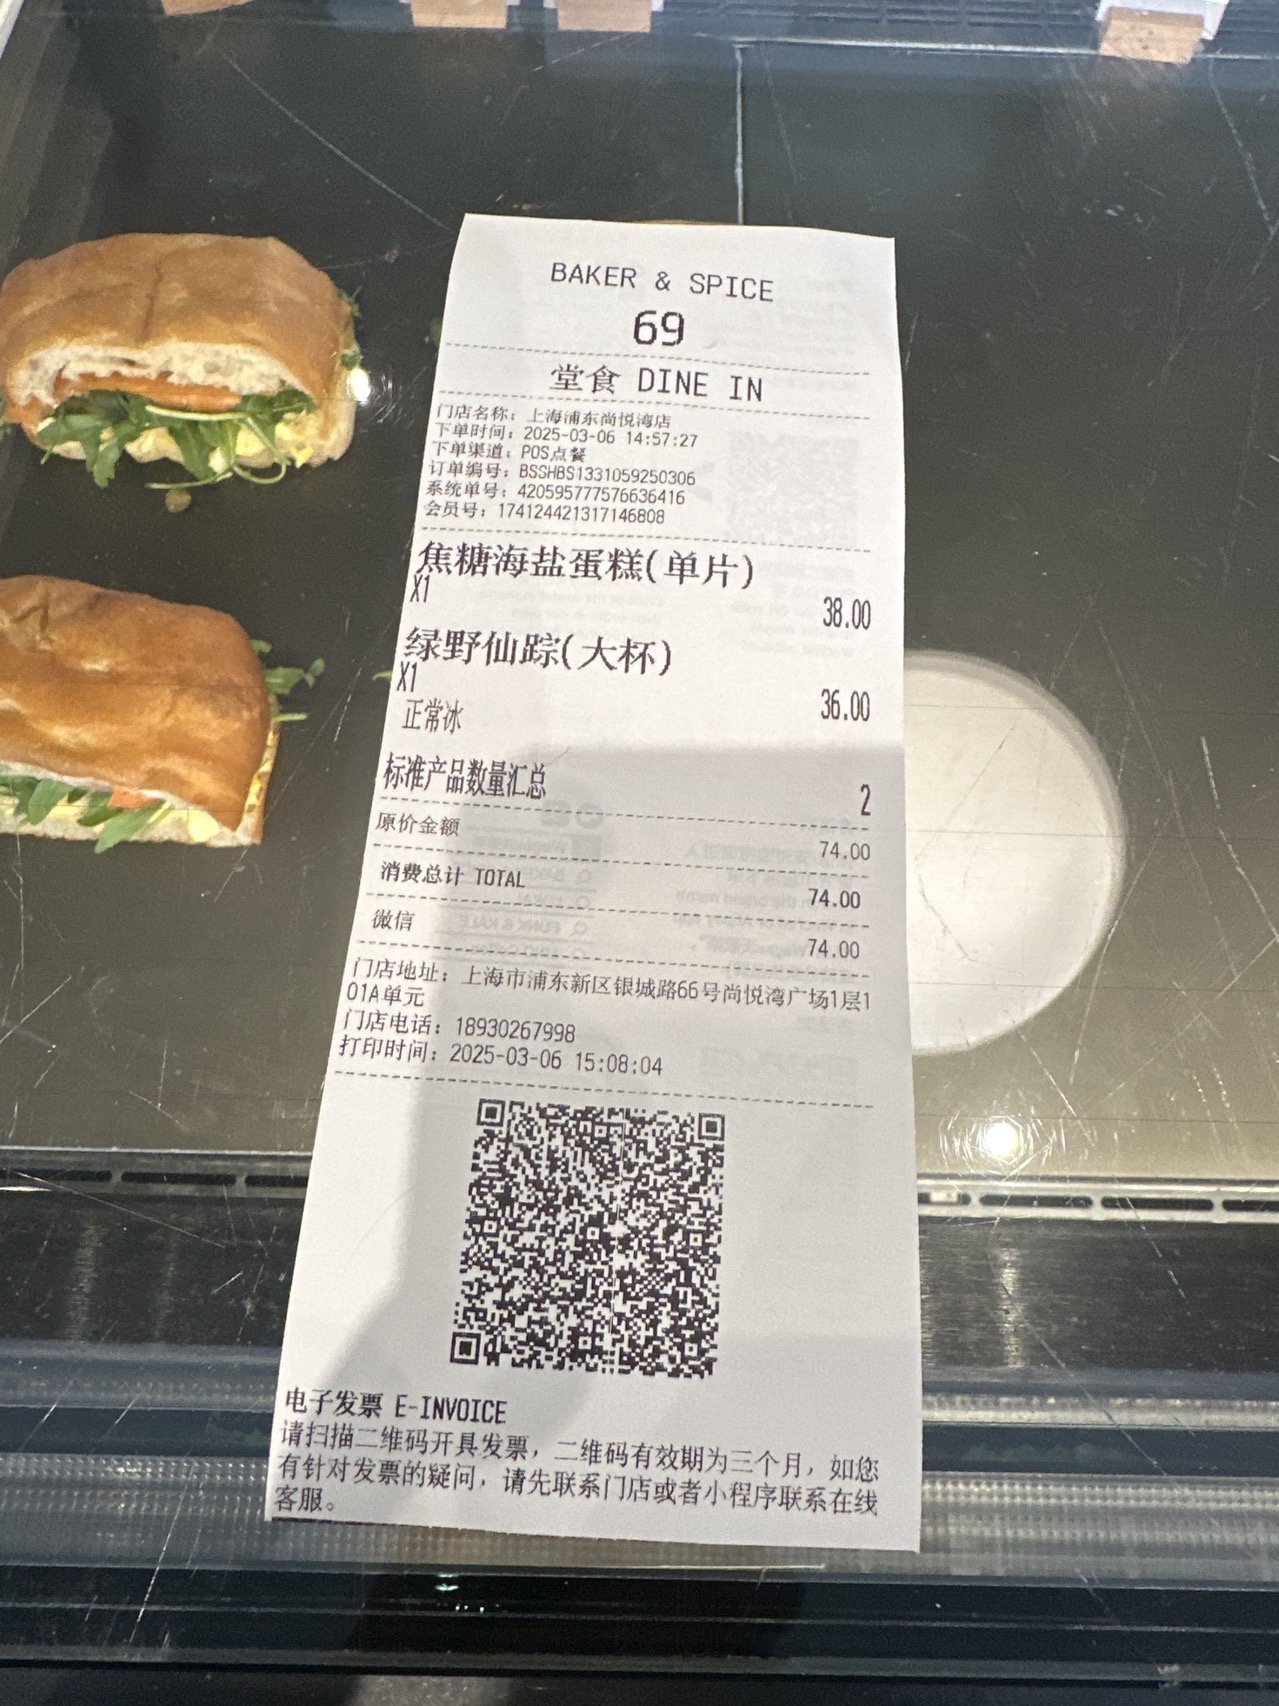 BAKER & SPICE
69
堂食 DINE IN
门店名称：上海浦东尚悦湾店
下单时间：2025-03-06 14:57:27
下单渠道：POS点餐
订单编号：BSSHBS1331059250306
系统单号：420595777576636416
会员号：174124421317146808
焦糖海盐蛋糕(单片)
X1 38.00
绿野仙踪(大杯)
X1 36.00
正常冰
标准产品数量汇总 2
原价金额 74.00
消费总计 TOTAL 74.00
微信 74.00
门店地址：上海市浦东新区银城路66号尚悦湾广场1层1
01A单元
门店电话：18930267998
打印时间：2025-03-06 15:08:04
电子发票 E-INVOICE
请扫描二维码开具发票，二维码有效期为三个月，如您
有针对发票的疑问，请先联系门店或者小程序联系在线
客服。